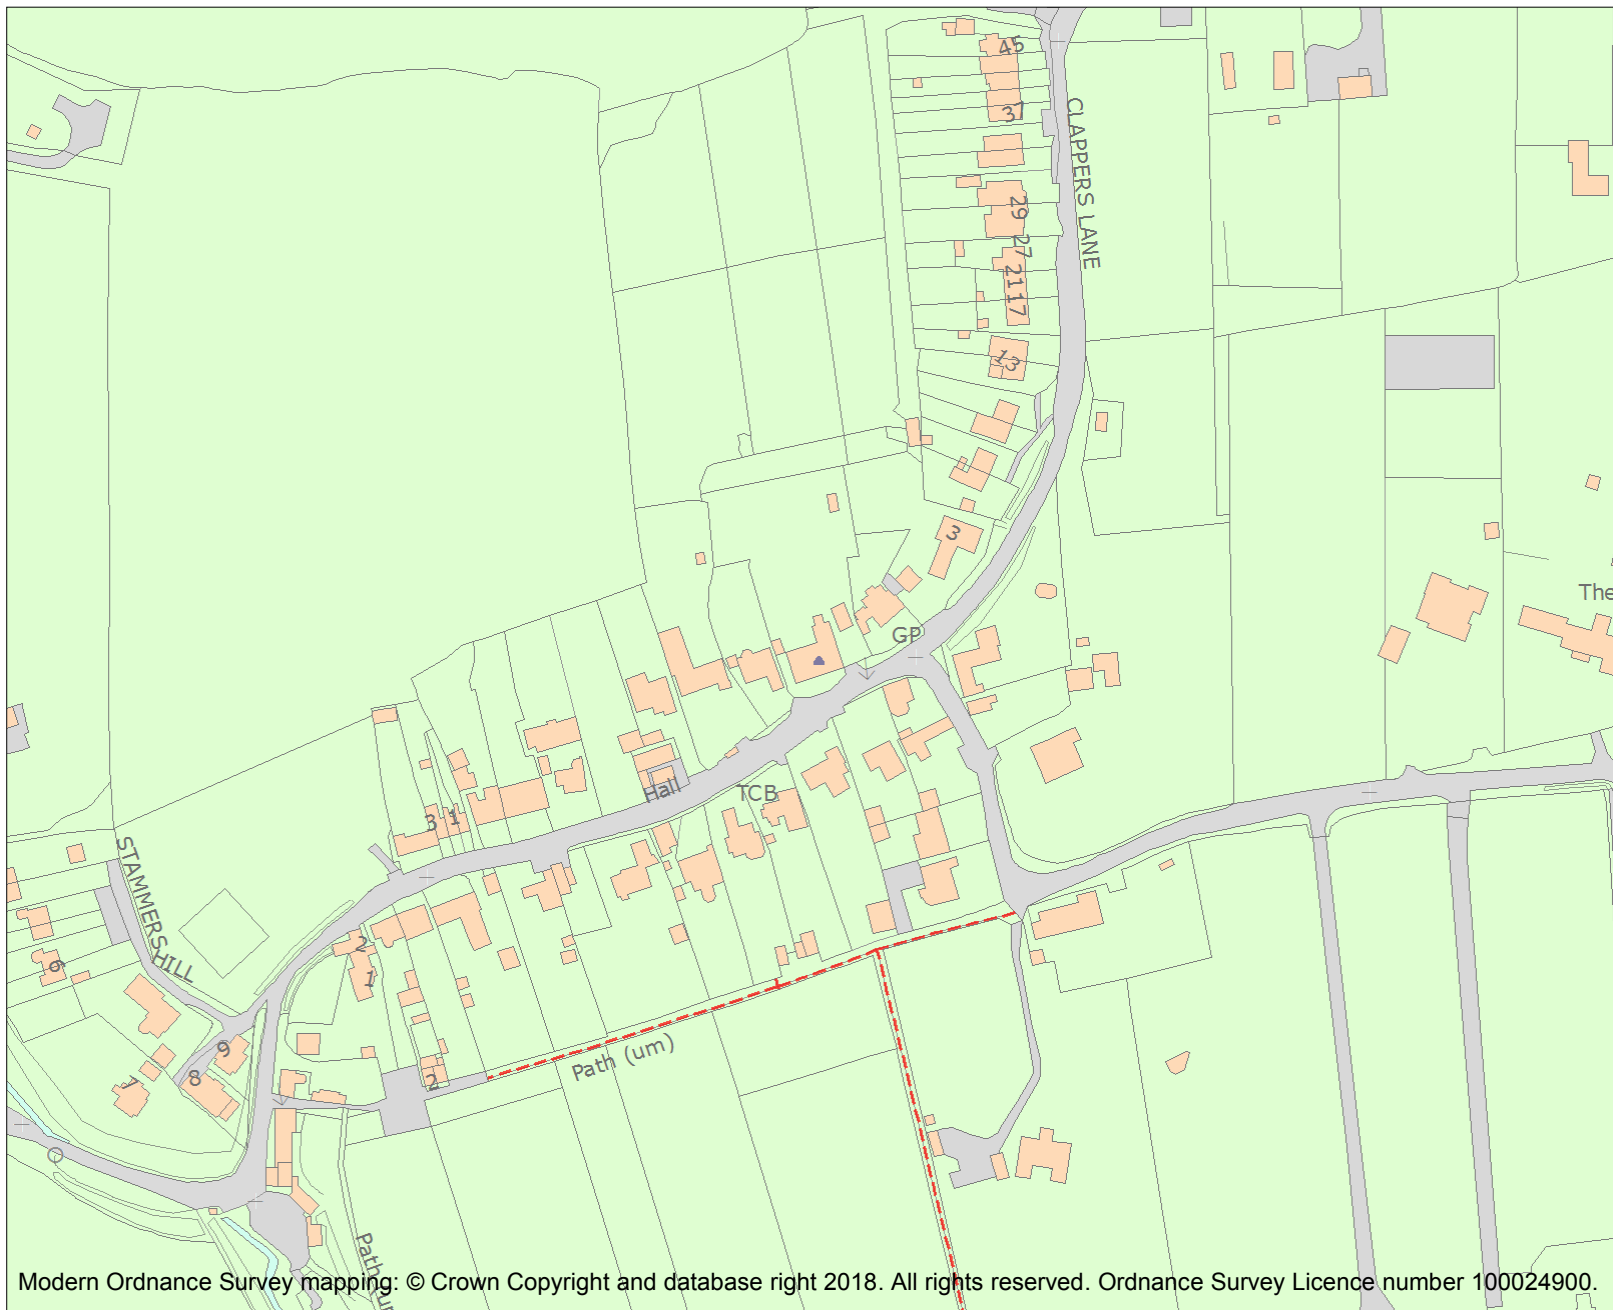 45
37
CLAPPERS LANE
29
27
21
17
13
3
The
GP
TCB
Hall
3
1
STAMMERS HILL
2
1
6
Path (um)
9
8
7
2
Path (um
Modern Ordnance Survey mapping: © Crown Copyright and database right 2018. All rights reserved. Ordnance Survey Licence number 100024900.